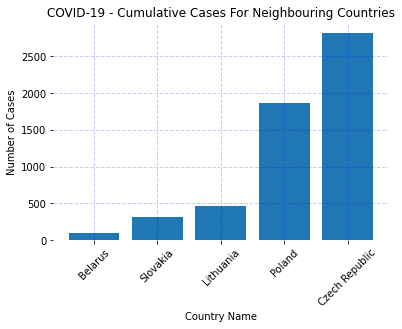 COVID-19 - Cumulative Cases For Neighbouring Countries
Number of Cases
2500
2000
1500
1000
500
0
Belarus
Slovakia
Lithuania
Poland
Czech Republic
Country Name